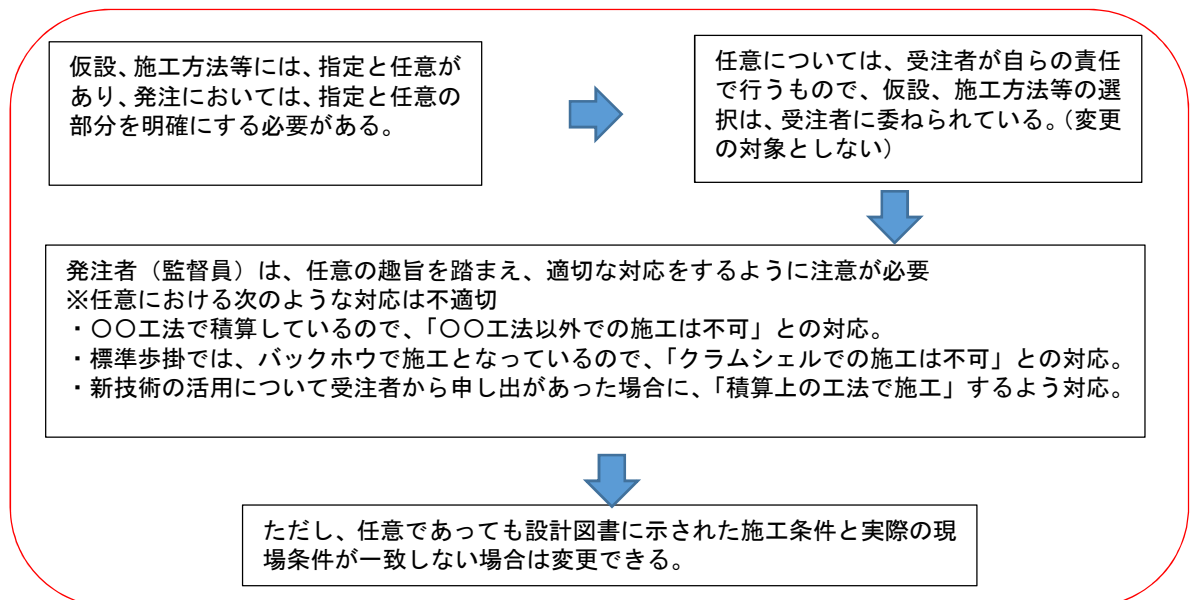 仮設、施工方法等には、指定と任意が
あり、発注においては、指定と任意の
部分を明確にする必要がある。
任意については、受注者が自らの責任
で行うもので、仮設、施工方法等の選
択は、受注者に委ねられている。（変更
の対象としない）
発注者（監督員）は、任意の趣旨を踏まえ、適切な対応をするように注意が必要
※任意における次のような対応は不適切
・〇〇工法で積算しているので、「〇〇工法以外での施工は不可」との対応。
・標準歩掛では、バックホウで施工となっているので、「クラムシェルでの施工は不可」との対応。
・新技術の活用について受注者から申し出があった場合に、「積算上の工法で施工」するよう対応。
ただし、任意であっても設計図書に示された施工条件と実際の現
場条件が一致しない場合は変更できる。